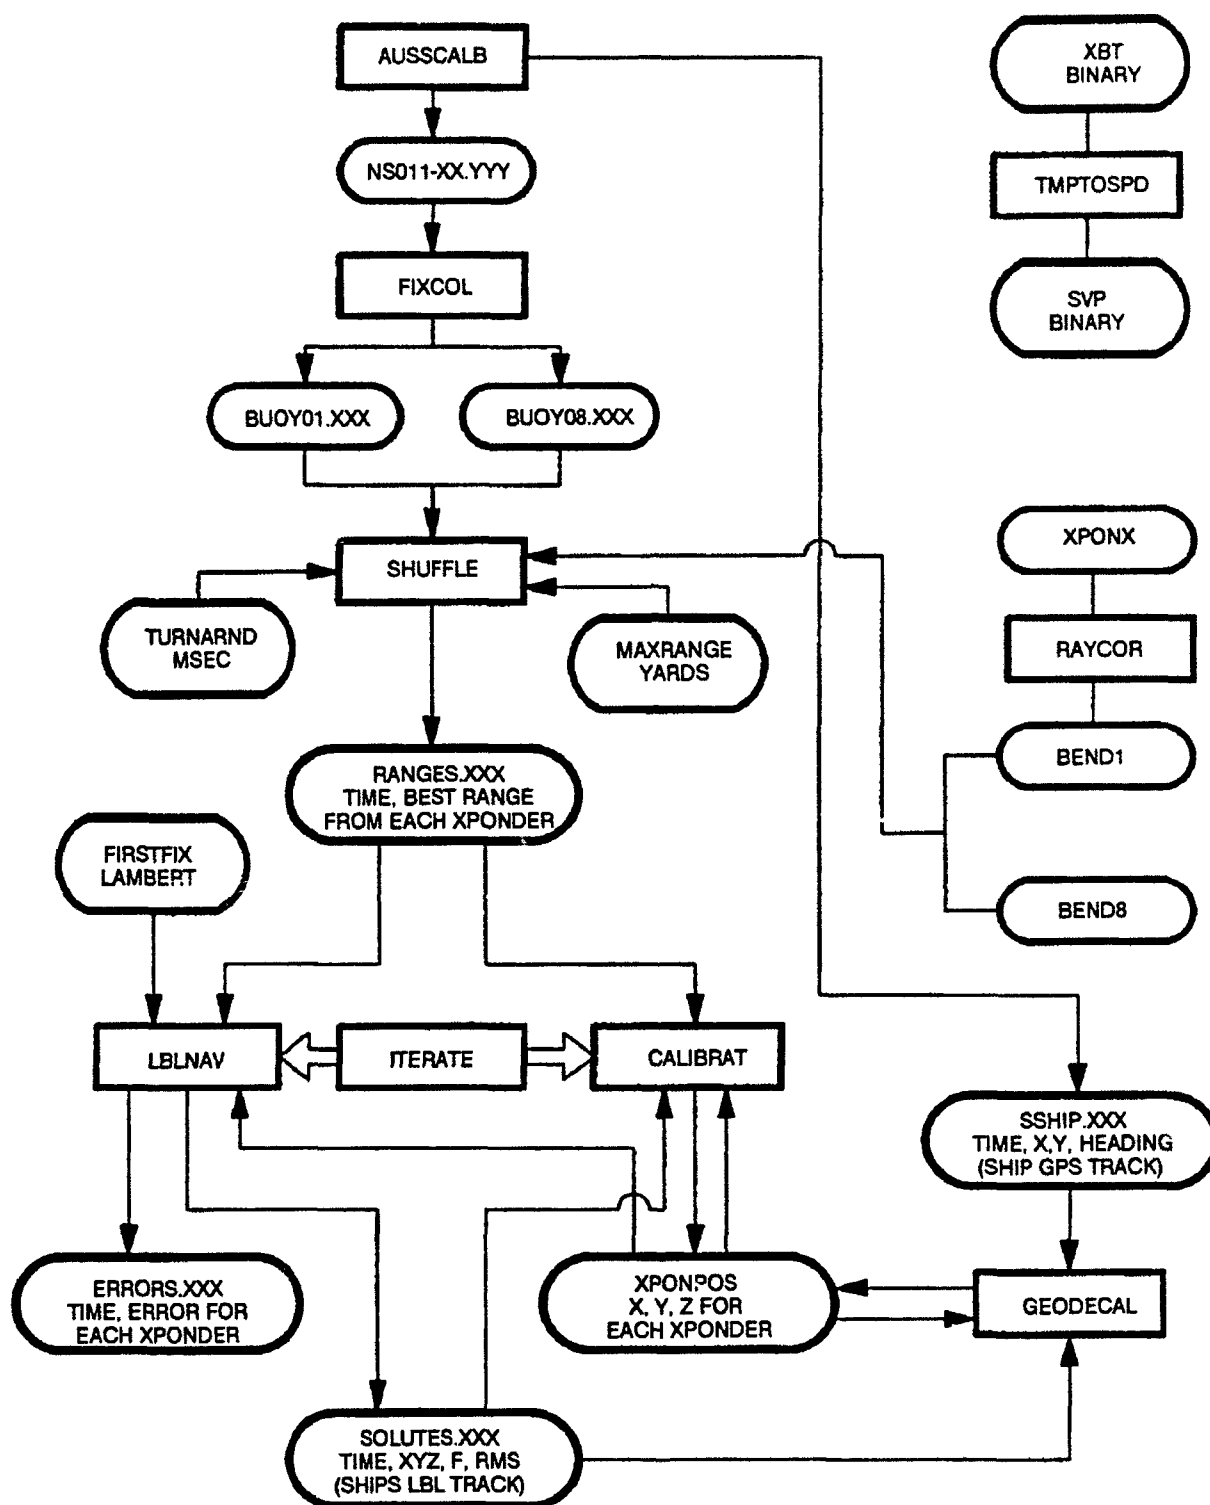 AUSSCALB
XBT
BINARY
NS011-XX.YYY
TMPTOSPD
FIXCOL
SVP
BINARY
BUOY01.XXX
BUOY08.XXX
XPONX
SHUFFLE
TURNARND
MSEC
MAXRANGE
YARDS
RAYCOR
RANGES.XXX
TIME, BEST RANGE
FROM EACH XPONDER
BEND1
FIRSTFIX
LAMBERT
BEND8
LBLNAV
ITERATE
CALIBRAT
SSHIP.XXX
TIME, X,Y, HEADING
(SHIP GPS TRACK)
ERRORS.XXX
TIME, ERROR FOR
EACH XPONDER
XPON.POS
X, Y, Z FOR
EACH XPONDER
GEODECAL
SOLUTES.XXX
TIME, XYZ, F, RMS
(SHIPS LBL TRACK)